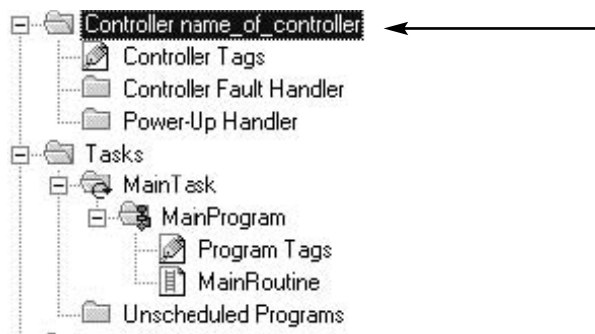 Controller name_of_controller
Controller Tags
Controller Fault Handler
Power-Up Handler
Tasks
MainTask
MainProgram
Program Tags
MainRoutine
Unscheduled Programs